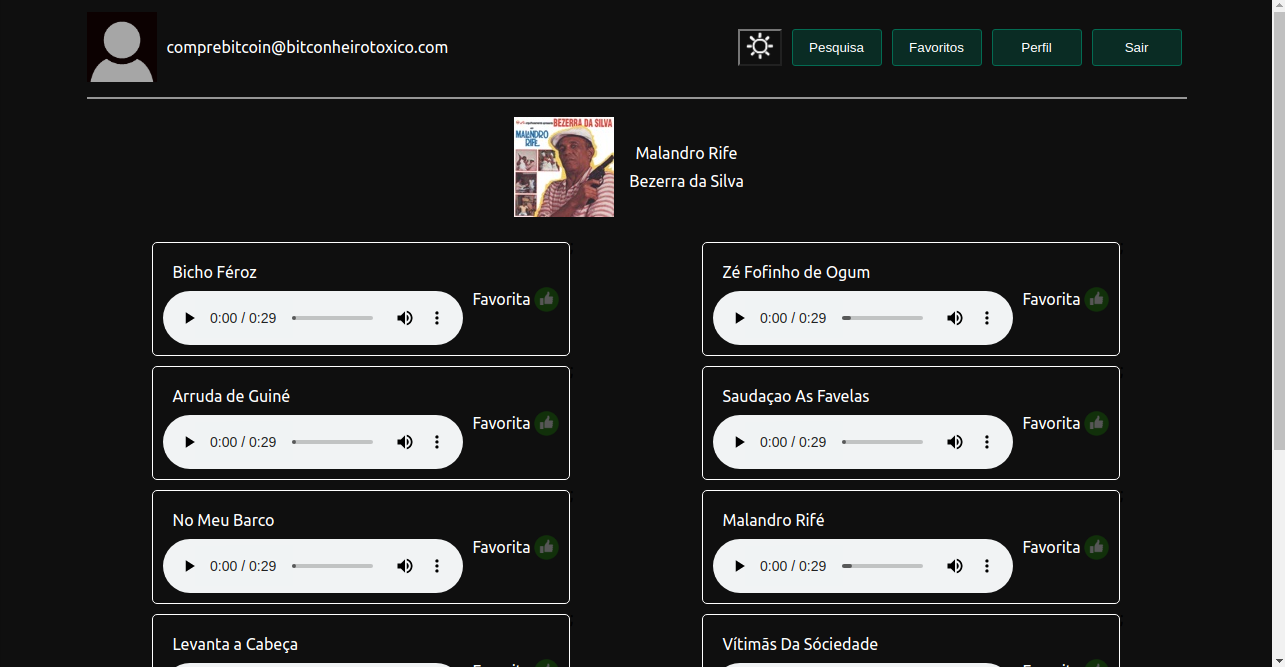 comprebitcoin@bitconheirotoxico.com
Pesquisa
Favoritos
Perfil
Sair
BEZERRA DA SILVA
MALANDRO
RIFE
Malandro Rife
Bezerra da Silva
Bicho Féroz
0:00 / 0:29
Favorita
Zé Fofinho de Ogum
0:00 / 0:29
Favorita
Arruda de Guiné
0:00 / 0:29
Favorita
Saudaçao As Favelas
0:00 / 0:29
Favorita
No Meu Barco
0:00 / 0:29
Favorita
Malandro Rifé
0:00 / 0:29
Favorita
Levanta a Cabeça
Favorita
Vítimãs Da Sóciedade
Favorita